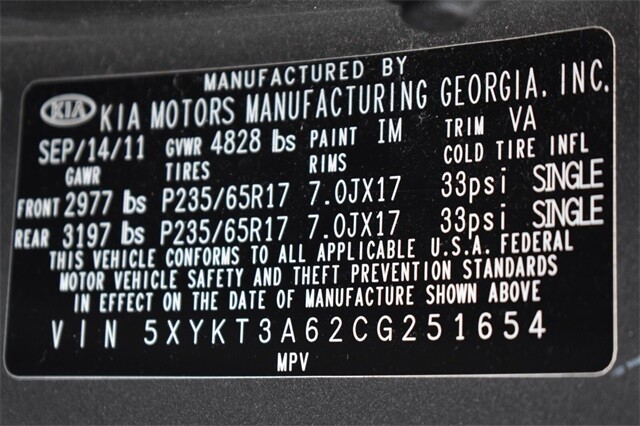 MANUFACTURED BY
KIA KIA MOTORS MANUFACTURING GEORGIA, INC.
SEP/14/11 GVWR 4828 lbs PAINT IM TRIM VA
GAWR TIRES RIMS COLD TIRE INFL
FRONT 2977 lbs P235/65R17 7.0JX17 33psi SINGLE
REAR 3197 lbs P235/65R17 7.0JX17 33psi SINGLE
THIS VEHICLE CONFORMS TO ALL APPLICABLE U.S.A. FEDERAL
MOTOR VEHICLE SAFETY AND THEFT PREVENTION STANDARDS
IN EFFECT ON THE DATE OF MANUFACTURE SHOWN ABOVE
VIN 5XYKT3A62CG251654
MPV